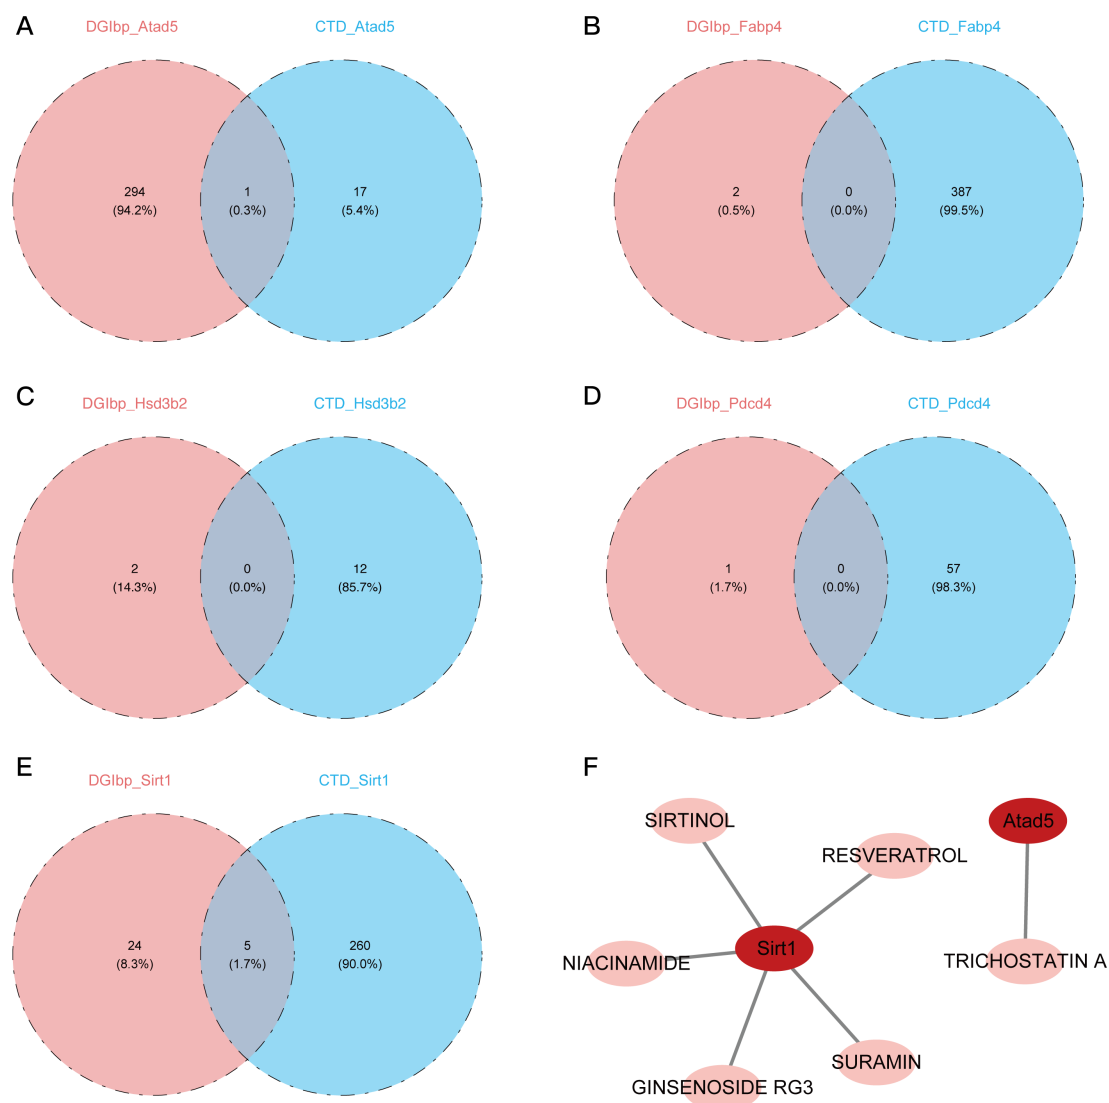 A
DGIbp_Atad5
CTD_Atad5
294
(94.2%)
1
(0.3%)
17
(5.4%)
B
DGIbp_Fabp4
CTD_Fabp4
2
(0.5%)
0
(0.0%)
387
(99.5%)
C
DGIbp_Hsd3b2
CTD_Hsd3b2
2
(14.3%)
0
(0.0%)
12
(85.7%)
D
DGIbp_Pdcd4
CTD_Pdcd4
1
(1.7%)
0
(0.0%)
57
(98.3%)
E
DGIbp_Sirt1
CTD_Sirt1
24
(8.3%)
5
(1.7%)
260
(90.0%)
F
SIRTINOL
Atad5
RESVERATROL
Sirt1
NIACINAMIDE
TRICHOSTATIN A
SURAMIN
GINSENOSIDE RG3